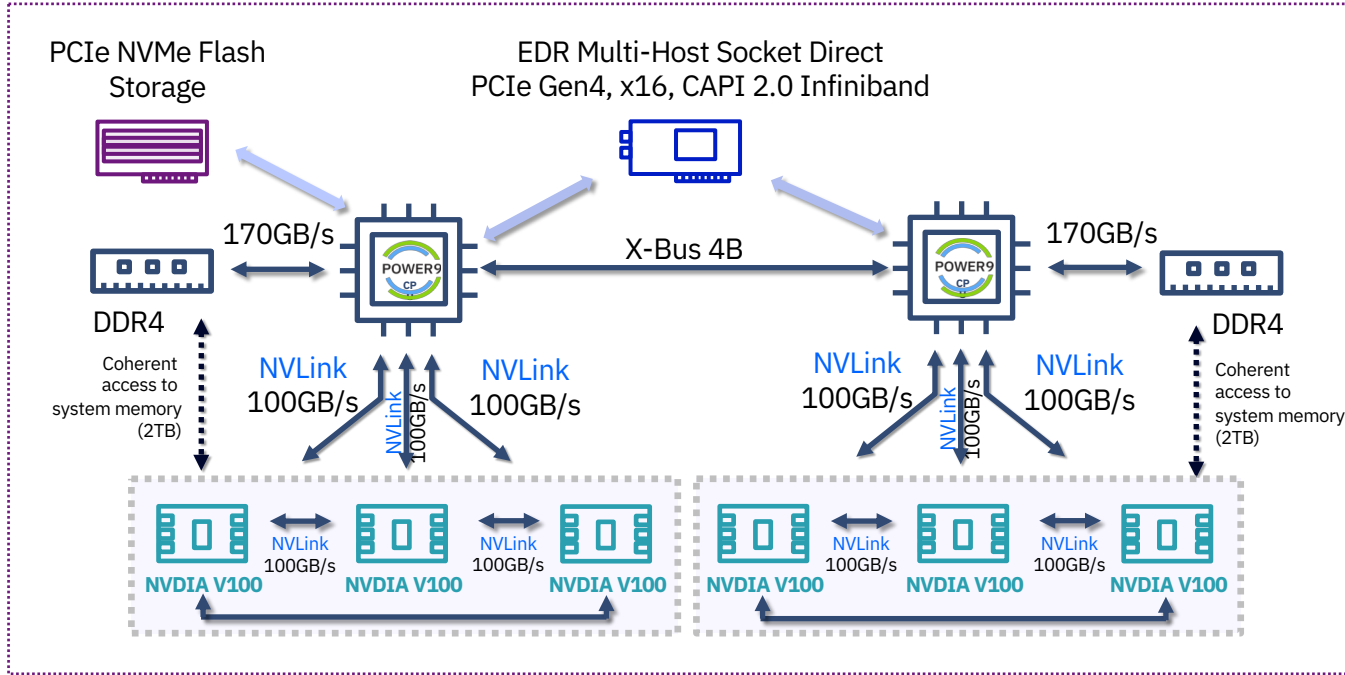 PCIe NVMe Flash
Storage
EDR Multi-Host Socket Direct
PCIe Gen4, x16, CAPI 2.0 Infiniband
170GB/s
X-Bus 4B
170GB/s
POWER9
CP
POWER9
CP
DDR4
DDR4
Coherent
access to
system memory
(2TB)
NVLink
100GB/s
NVLink
100GB/s
NVLink
100GB/s
NVLink
100GB/s
NVLink
100GB/s
NVLink
100GB/s
Coherent
access to
system memory
(2TB)
NVLink
100GB/s
NVLink
100GB/s
NVDIA V100
NVDIA V100
NVDIA V100
NVLink
100GB/s
NVLink
100GB/s
NVDIA V100
NVDIA V100
NVDIA V100